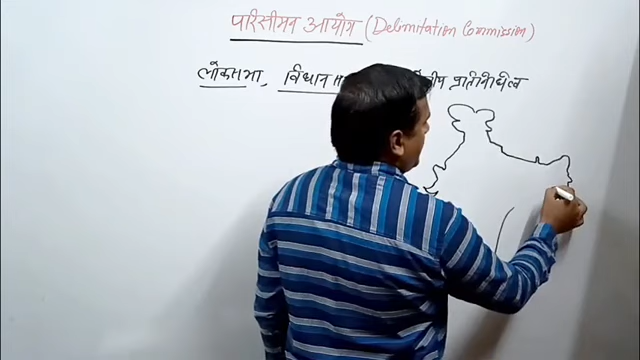 परिसीमन आयोग (Delimitation Commission)
लोकसभा, विधान प्रतिनिधित्व